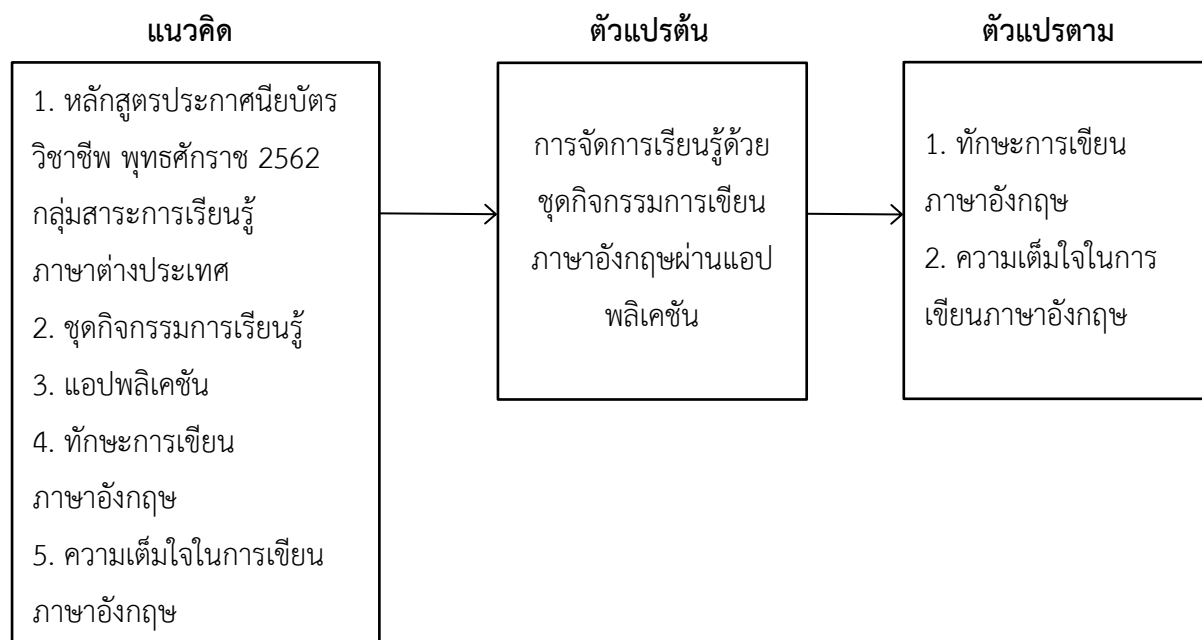 แนวคิด
1. หลักสูตรประกาศนียบัตร
วิชาชีพ พุทธศักราช 2562
กลุ่มสาระการเรียนรู้
ภาษาต่างประเทศ
2. ชุดกิจกรรมการเรียนรู้
3. แอปพลิเคชัน
4. ทักษะการเขียน
ภาษาอังกฤษ
5. ความเต็มใจในการเขียน
ภาษาอังกฤษ
ตัวแปรต้น
การจัดการเรียนรู้ด้วย
ชุดกิจกรรมการเขียน
ภาษาอังกฤษผ่านแอป
พลิเคชัน
ตัวแปรตาม
1. ทักษะการเขียน
ภาษาอังกฤษ
2. ความเต็มใจในการ
เขียนภาษาอังกฤษ